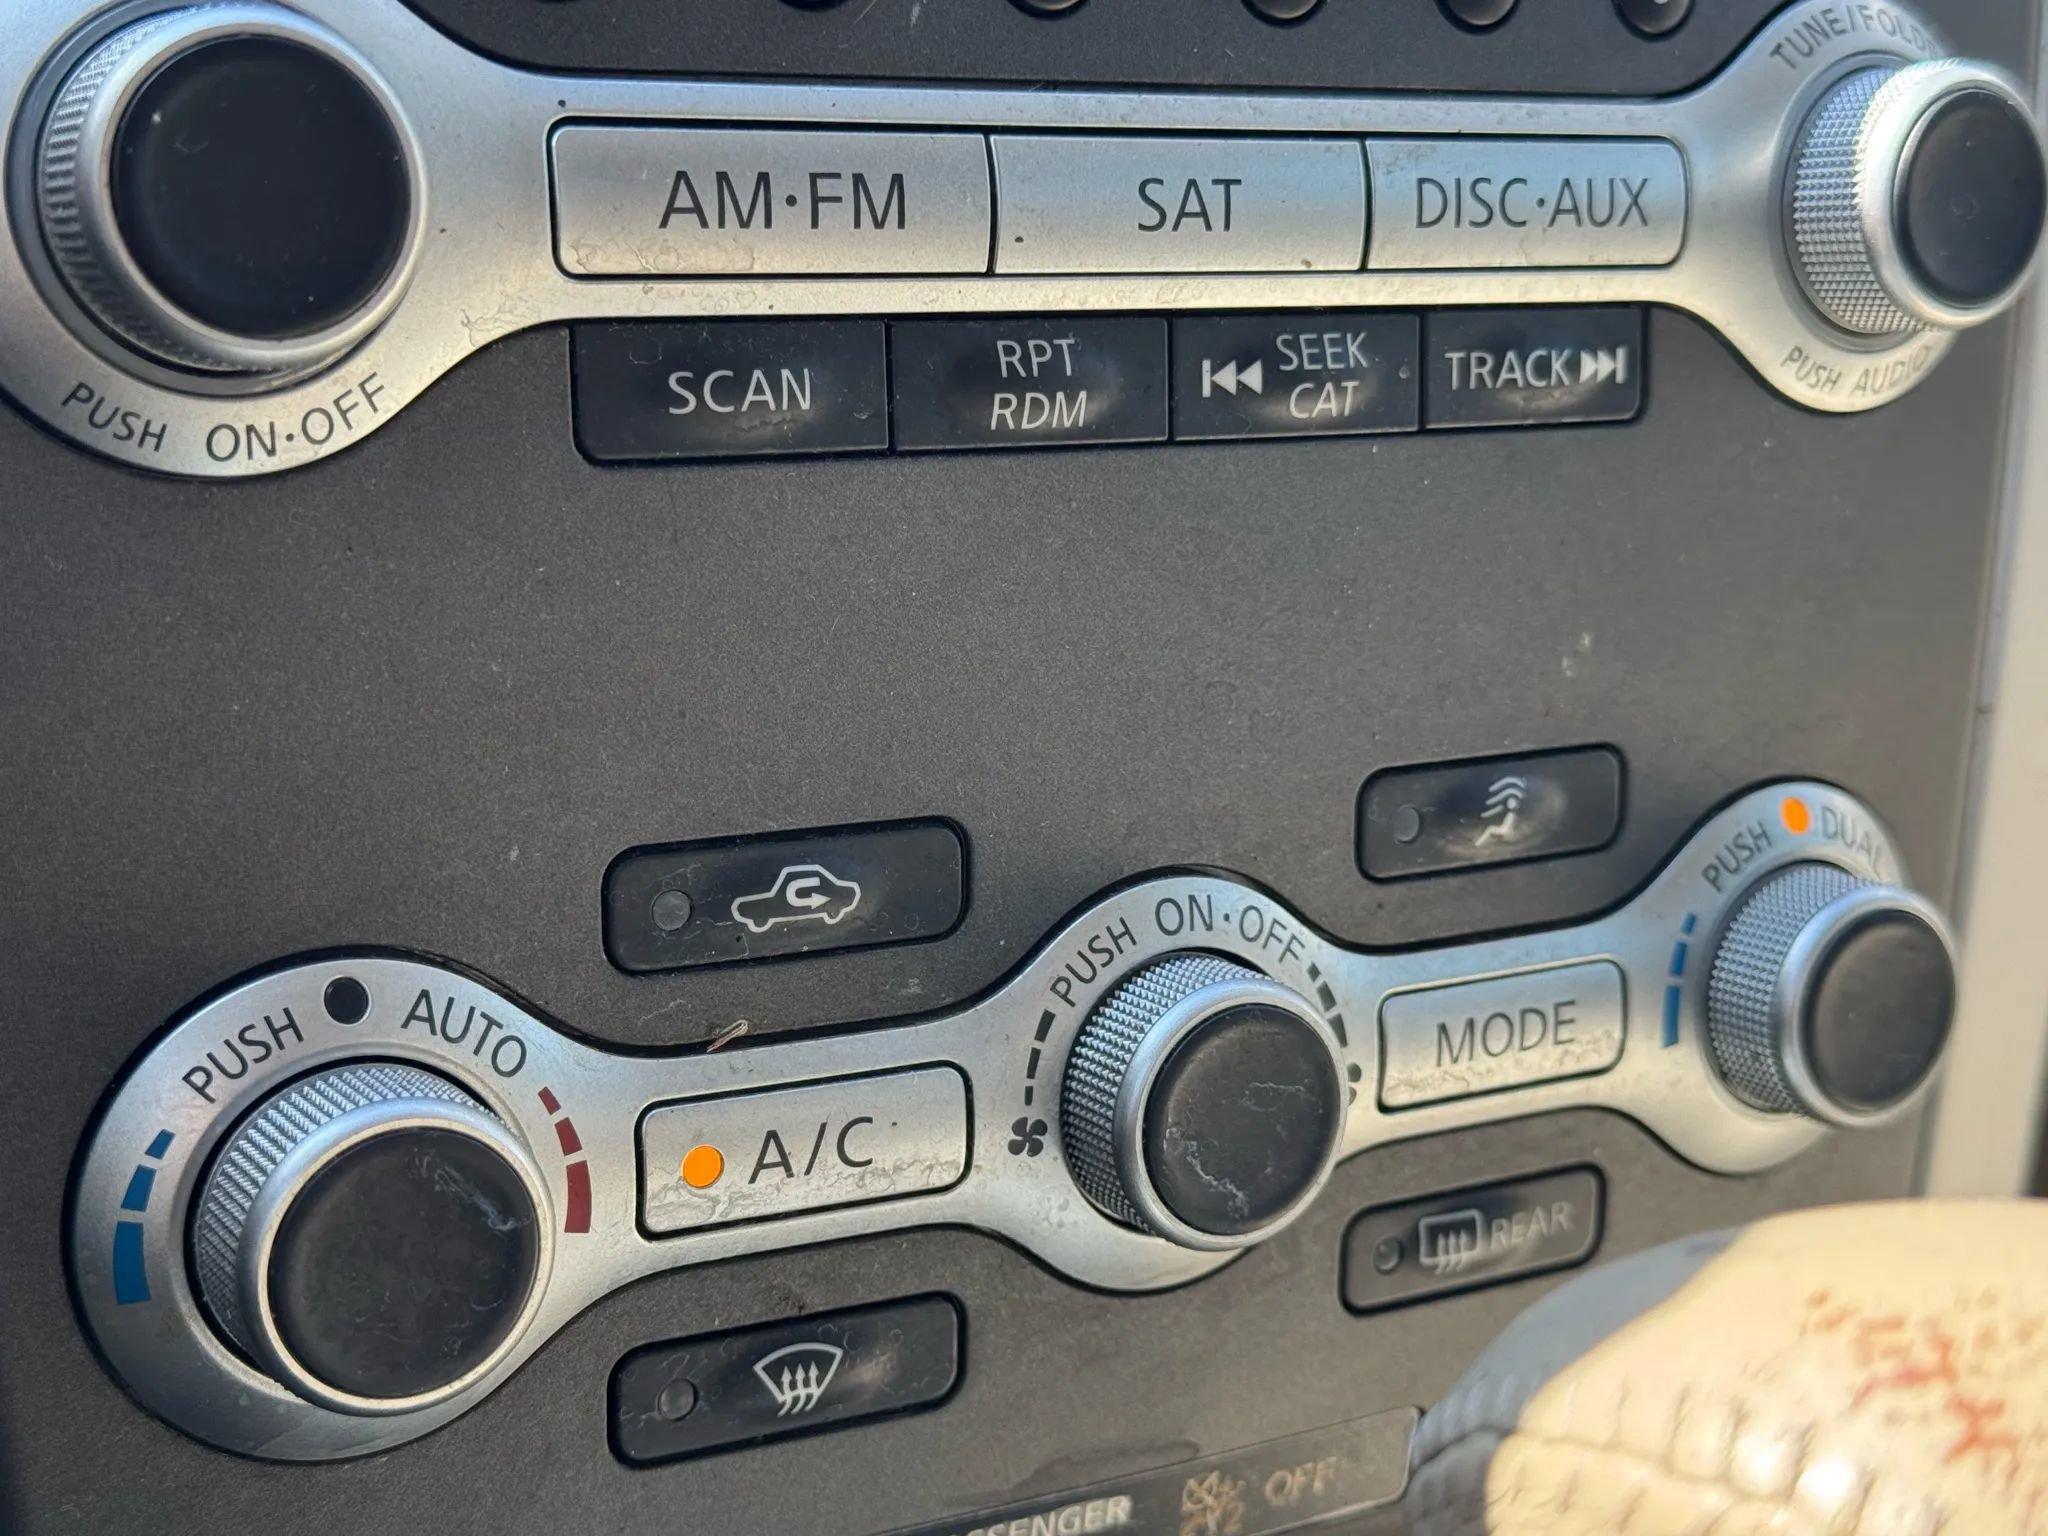 TUNE/FOLDER
AM·FM
SAT
DISC·AUX
PUSH ON·OFF
SCAN
RPT
RDM
SEEK
CAT
TRACK
PUSH AUDIO
PUSH DUAL
PUSH ON·OFF
PUSH AUTO
A/C
MODE
REAR
OFF